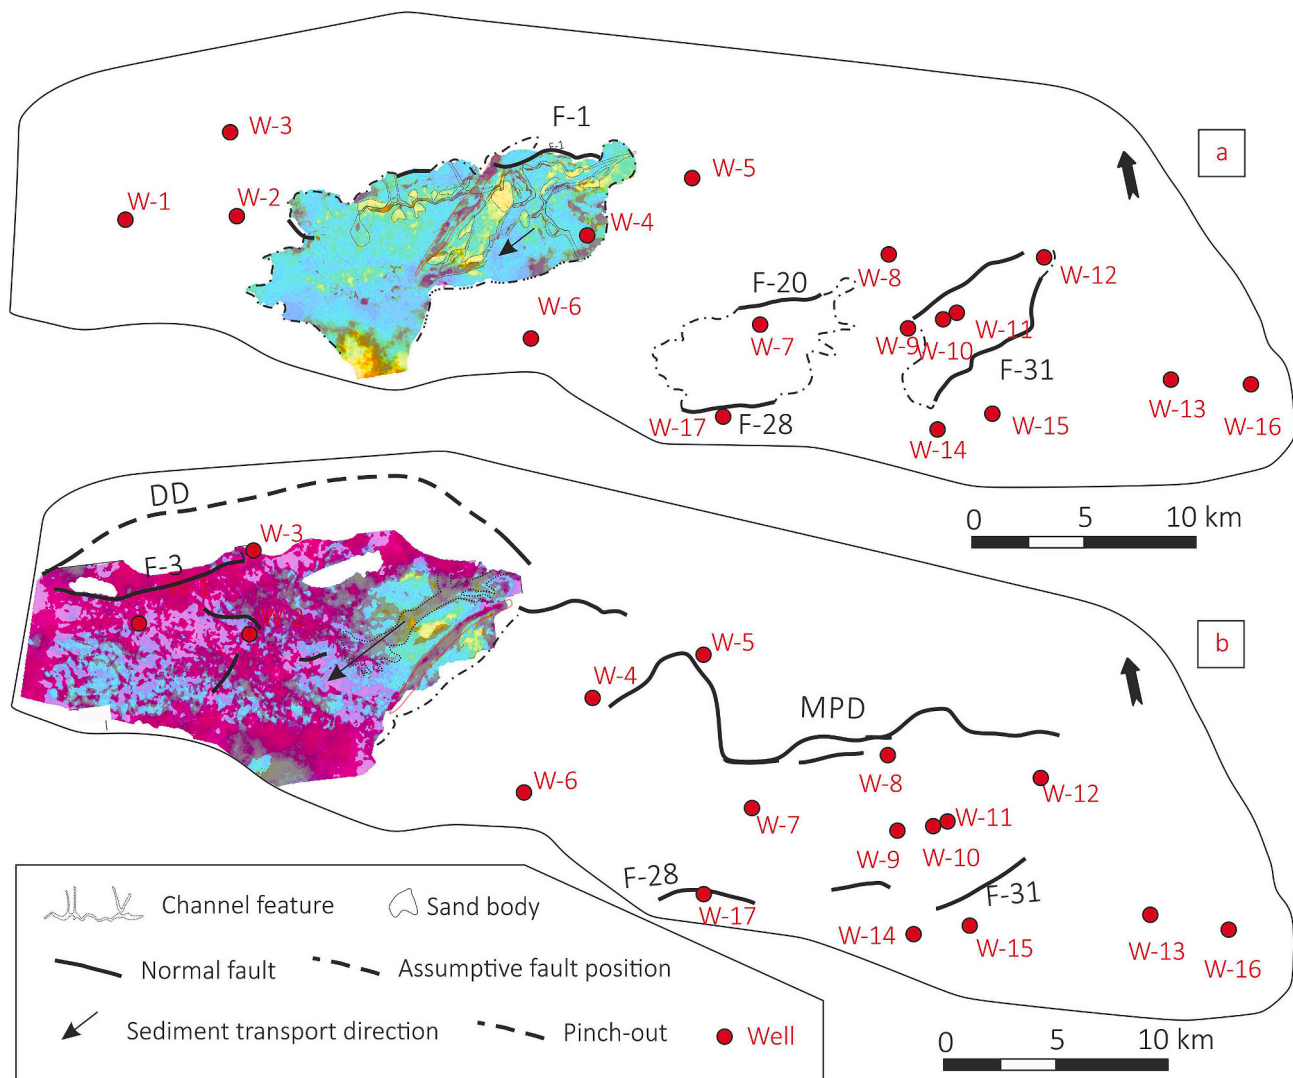 F-1
F-1
a
W-3
W-5
W-1
W-2
W-4
W-8
W-12
F-20
W-6
W-7
W-9
W-10
W-11
F-31
W-13
W-16
W-17
F-28
W-14
W-15
0 5 10 km
DD
W-3
F-3
b
W-5
W-4
MPD
W-8
W-12
W-6
W-7
W-11
W-9
W-10
F-28
F-31
W-17
W-14
W-15
W-13
W-16
Channel feature
Sand body
Normal fault
Assumptive fault position
Sediment transport direction
Pinch-out
Well
0 5 10 km